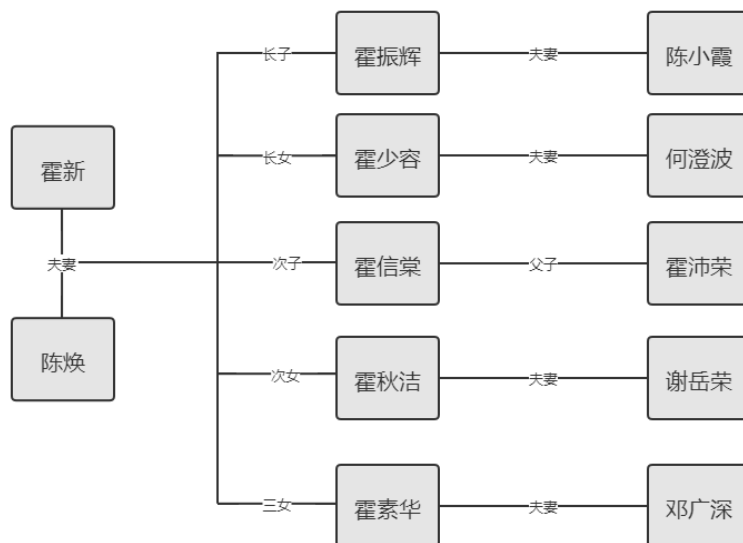 长子
霍振辉
夫妻
陈小霞
霍新
长女
霍少容
夫妻
何澄波
夫妻
次子
霍信棠
父子
霍沛荣
陈焕
次女
霍秋洁
夫妻
谢岳荣
三女
霍素华
夫妻
邓广深